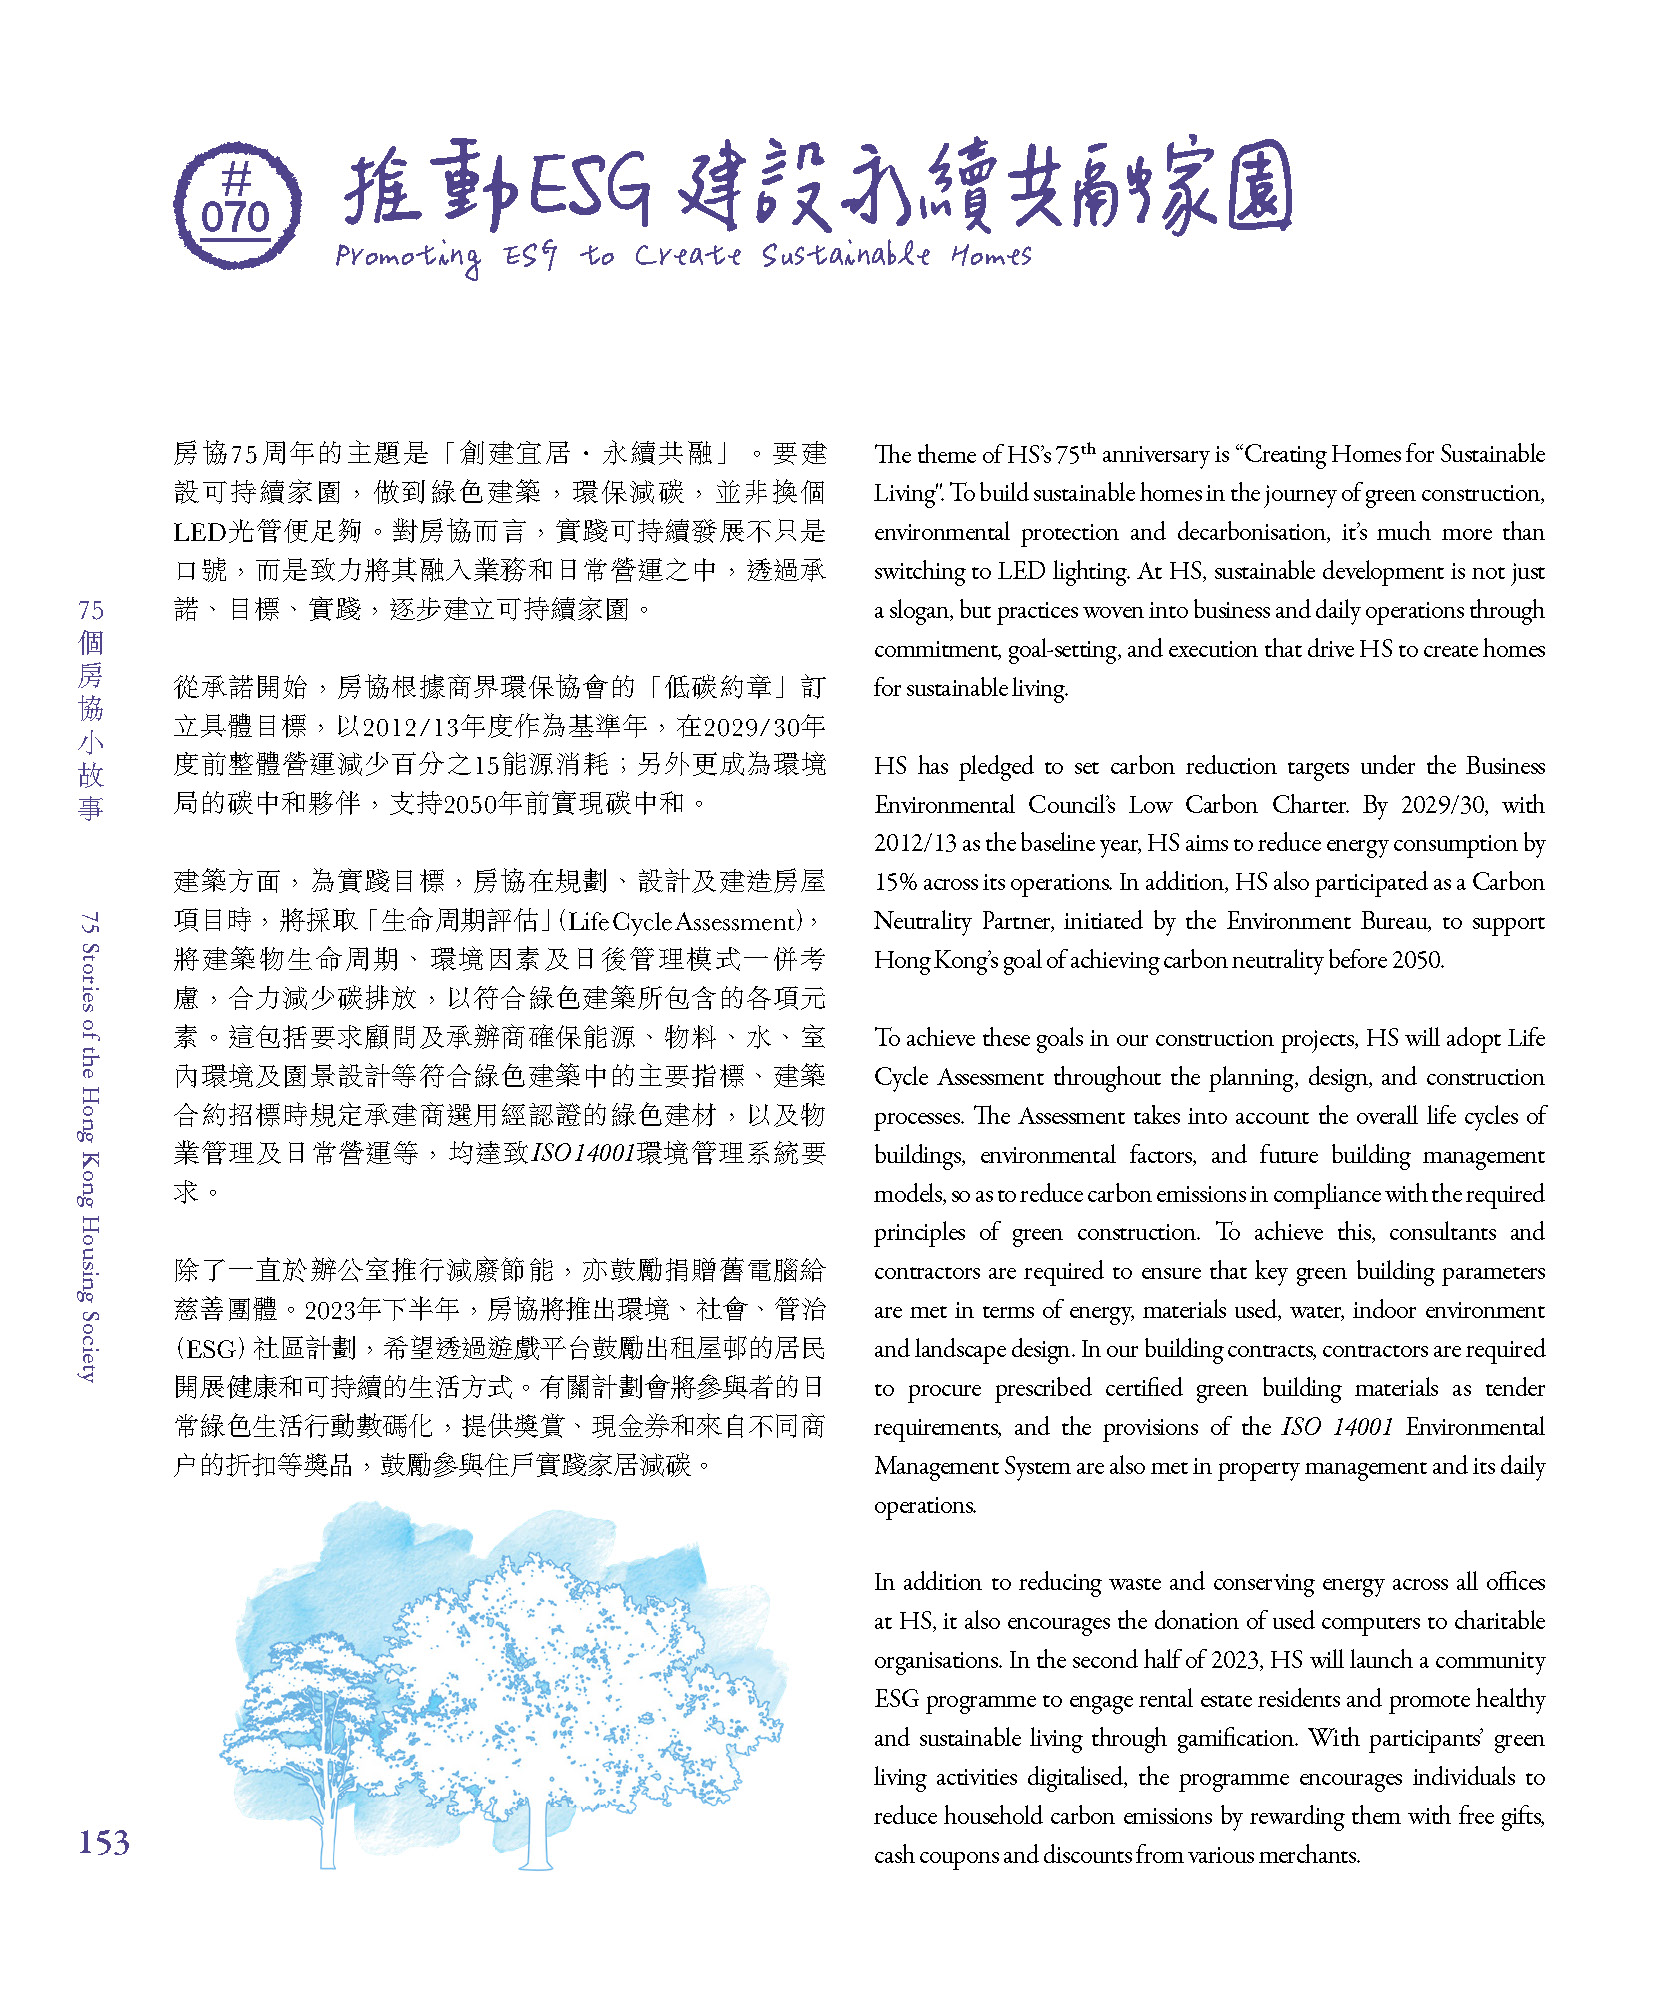 #
070
推動ESG 建設永續共融家園
Promoting ESG to Create Sustainable Homes
房協75周年的主題是「創建宜居・永續共融」。要建
設可持續家園，做到綠色建築，環保減碳，並非換個
LED光管便足夠。對房協而言，實踐可持續發展不只是
口號，而是致力將其融入業務和日常營運之中，透過承
諾、目標、實踐，逐步建立可持續家園。
從承諾開始，房協根據商界環保協會的「低碳約章」訂
立具體目標，以2012/13年度作為基準年，在2029/30年
度前整體營運減少百分之15能源消耗；另外更成為環境
局的碳中和夥伴，支持2050年前實現碳中和。
建築方面，為實踐目標，房協在規劃、設計及建造房屋
項目時，將採取「生命周期評估」(Life Cycle Assessment)，
將建築物生命周期、環境因素及日後管理模式一併考
慮，合力減少碳排放，以符合綠色建築所包含的各項元
素。這包括要求顧問及承辦商確保能源、物料、水、室
內環境及園景設計等符合綠色建築中的主要指標、建築
合約招標時規定承建商選用經認證的綠色建材，以及物
業管理及日常營運等，均達致ISO 14001環境管理系統要
求。
除了一直於辦公室推行減廢節能，亦鼓勵捐贈舊電腦給
慈善團體。2023年下半年，房協將推出環境、社會、管治
(ESG) 社區計劃，希望透過遊戲平台鼓勵出租屋邨的居民
開展健康和可持續的生活方式。有關計劃會將參與者的日
常綠色生活行動數碼化，提供獎賞、現金券和來自不同商
户的折扣等獎品，鼓勵參與住戶實踐家居減碳。
The theme of HS's 75th anniversary is “Creating Homes for Sustainable
Living". To build sustainable homes in the journey of green construction,
environmental protection and decarbonisation, it's much more than
switching to LED lighting. At HS, sustainable development is not just
a slogan, but practices woven into business and daily operations through
commitment, goal-setting, and execution that drive HS to create homes
for sustainable living.
HS has pledged to set carbon reduction targets under the Business
Environmental Council's Low Carbon Charter. By 2029/30, with
2012/13 as the baseline year, HS aims to reduce energy consumption by
15% across its operations. In addition, HS also participated as a Carbon
Neutrality Partner, initiated by the Environment Bureau, to support
Hong Kong's goal of achieving carbon neutrality before 2050.
To achieve these goals in our construction projects, HS will adopt Life
Cycle Assessment throughout the planning, design, and construction
processes. The Assessment takes into account the overall life cycles of
buildings, environmental factors, and future building management
models, so as to reduce carbon emissions in compliance with the required
principles of green construction. To achieve this, consultants and
contractors are required to ensure that key green building parameters
are met in terms of energy, materials used, water, indoor environment
and landscape design. In our building contracts, contractors are required
to procure prescribed certified green building materials as tender
requirements, and the provisions of the ISO 14001 Environmental
Management System are also met in property management and its daily
operations.
In addition to reducing waste and conserving energy across all offices
at HS, it also encourages the donation of used computers to charitable
organisations. In the second half of 2023, HS will launch a community
ESG programme to engage rental estate residents and promote healthy
and sustainable living through gamification. With participants' green
living activities digitalised, the programme encourages individuals to
reduce household carbon emissions by rewarding them with free gifts,
cash coupons and discounts from various merchants.
75個房協小故事
75 Stories of the Hong Kong Housing Society
153